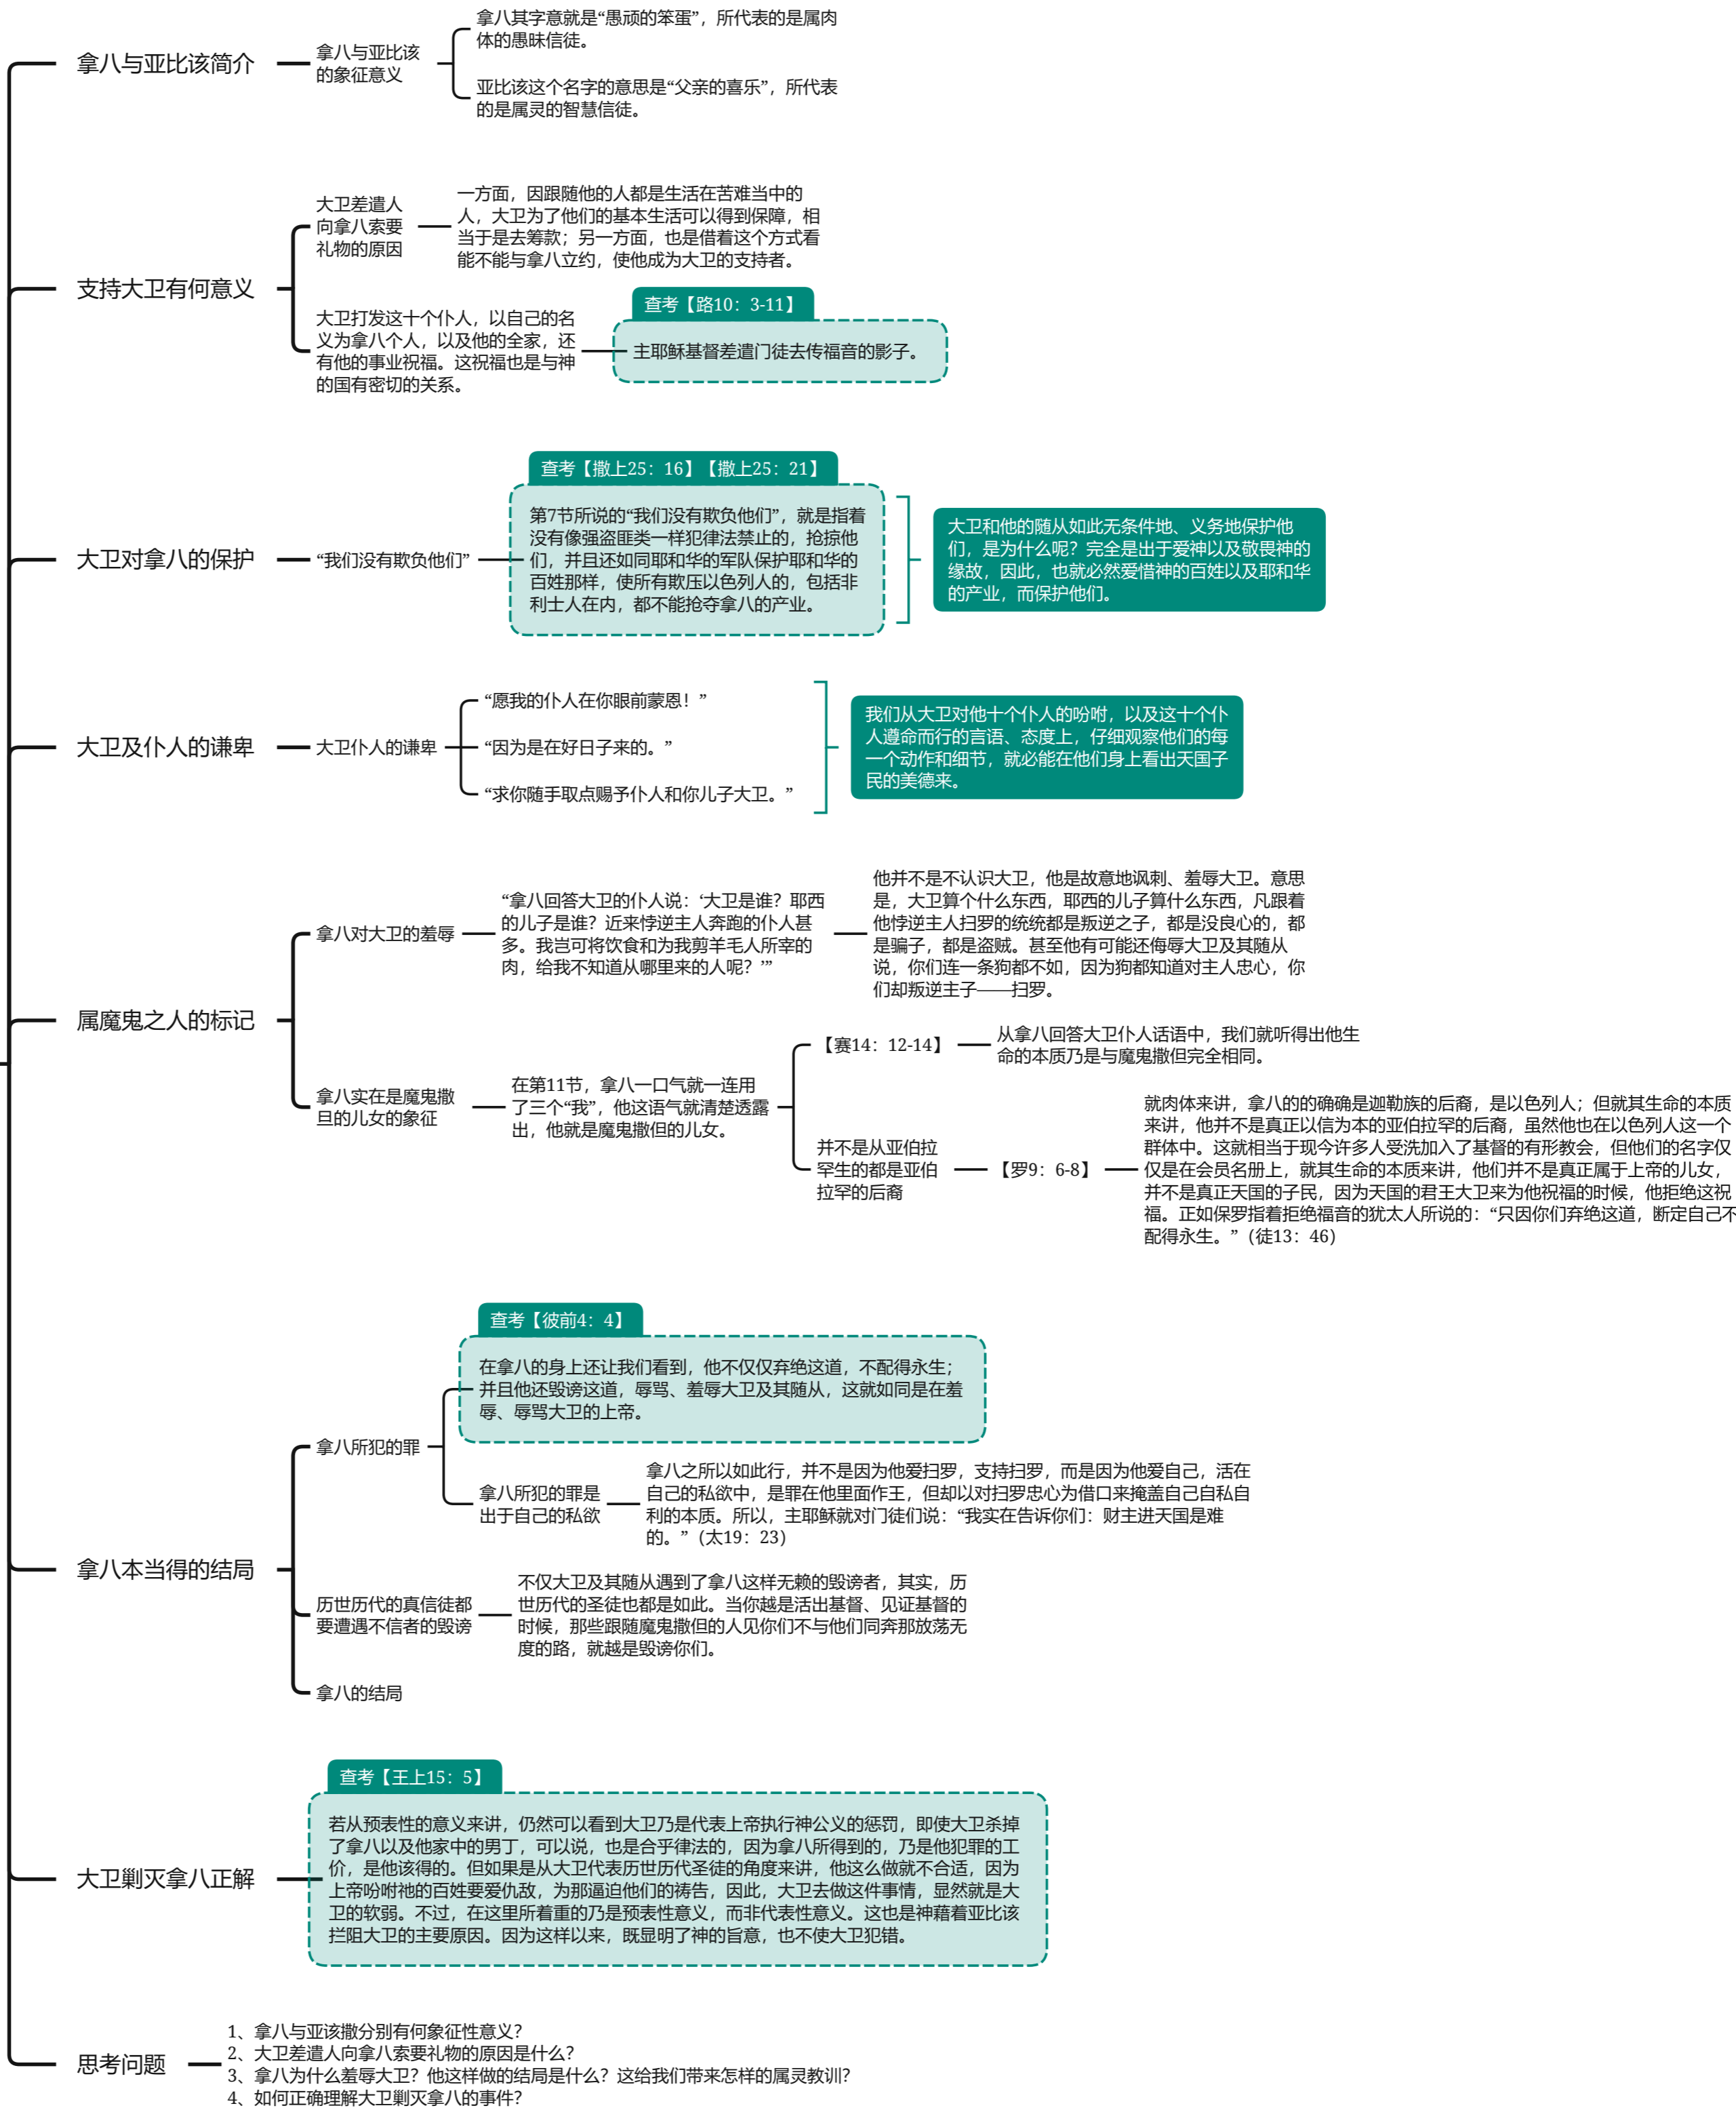 拿八与亚比该简介
拿八与亚比该
的象征意义
拿八其字意就是“愚顽的笨蛋”，所代表的是属肉
体的愚昧信徒。
亚比该这个名字的意思是“父亲的喜乐”，所代表
的是属灵的智慧信徒。
支持大卫有何意义
大卫差遣人
向拿八索要
礼物的原因
一方面，因跟随他的人都是生活在苦难当中的
人，大卫为了他们的基本生活可以得到保障，相
当于是去筹款；另一方面，也是借着这个方式看
能不能与拿八立约，使他成为大卫的支持者。
大卫打发这十个仆人，以自己的名
义为拿八个人，以及他的全家，还
有他的事业祝福。这祝福也是与神
的国有密切的关系。
查考【路10：3-11】
主耶稣基督差遣门徒去传福音的影子。
大卫对拿八的保护
“我们没有欺负他们”
查考【撒上25：16】【撒上25：21】
第7节所说的“我们没有欺负他们”，就是指着
没有像强盗匪类一样犯律法禁止的，抢掠他
们，并且还如同耶和华的军队保护耶和华的
百姓那样，使所有欺压以色列人的，包括非
利士人在内，都不能抢夺拿八的产业。
大卫和他的随从如此无条件地、义务地保护他
们，是为什么呢？完全是出于爱神以及敬畏神的
缘故，因此，也就必然爱惜神的百姓以及耶和华
的产业，而保护他们。
大卫及仆人的谦卑
大卫仆人的谦卑
“愿我的仆人在你眼前蒙恩！”
“因为是在好日子来的。”
“求你随手取点赐予仆人和你儿子大卫。”
我们从大卫对他十个仆人的吩咐，以及这十个仆
人遵命而行的言语、态度上，仔细观察他们的每
一个动作和细节，就必能在他们身上看出天国子
民的美德来。
属魔鬼之人的标记
拿八对大卫的羞辱
“拿八回答大卫的仆人说：‘大卫是谁？耶西
的儿子是谁？近来悖逆主人奔跑的仆人甚
多。我岂可将饮食和为我剪羊毛人所宰的
肉，给我不知道从哪里来的人呢？’”
他并不是不认识大卫，他是故意地讽刺、羞辱大卫。意思
是，大卫算个什么东西，耶西的儿子算什么东西，凡跟着
他悖逆主人扫罗的统统都是叛逆之子，都是没良心的，都
是骗子，都是盗贼。甚至他有可能还侮辱大卫及其随从
说，你们连一条狗都不如，因为狗都知道对主人忠心，你
们却叛逆主子——扫罗。
拿八实在是魔鬼撒
旦的儿女的象征
在第11节，拿八一口气就一连用
了三个“我”，他这语气就清楚透露
出，他就是魔鬼撒但的儿女。
【赛14：12-14】
从拿八回答大卫仆人话语中，我们就听得出他生
命的本质乃是与魔鬼撒但完全相同。
并不是从亚伯拉
罕生的都是亚伯
拉罕的后裔
【罗9：6-8】
就肉体来讲，拿八的的确确是迦勒族的后裔，是以色列人；但就其生命的本质
来讲，他并不是真正以信为本的亚伯拉罕的后裔，虽然他也在以色列人这一个
群体中。这就相当于现今许多人受洗加入了基督的有形教会，但他们的名字仅
仅是在会员名册上，就其生命的本质来讲，他们并不是真正属于上帝的儿女，
并不是真正天国的子民，因为天国的君王大卫来为他祝福的时候，他拒绝这祝
福。正如保罗指着拒绝福音的犹太人所说的：“只因你们弃绝这道，断定自己不
配得永生。”（徒13：46）
拿八本当得的结局
拿八所犯的罪
查考【彼前4：4】
在拿八的身上还让我们看到，他不仅仅弃绝这道，不配得永生；
并且他还毁谤这道，辱骂、羞辱大卫及其随从，这就如同是在羞
辱、辱骂大卫的上帝。
拿八所犯的罪是
出于自己的私欲
拿八之所以如此行，并不是因为他爱扫罗，支持扫罗，而是因为他爱自己，活在
自己的私欲中，是罪在他里面作王，但却以对扫罗忠心为借口来掩盖自己自私自
利的本质。所以，主耶稣就对门徒们说：“我实在告诉你们：财主进天国是难
的。”（太19：23）
历世历代的真信徒都
要遭遇不信者的毁谤
不仅大卫及其随从遇到了拿八这样无赖的毁谤者，其实，历
世历代的圣徒也都是如此。当你越是活出基督、见证基督的
时候，那些跟随魔鬼撒但的人见你们不与他们同奔那放荡无
度的路，就越是毁谤你们。
拿八的结局
大卫剿灭拿八正解
查考【王上15：5】
若从预表性的意义来讲，仍然可以看到大卫乃是代表上帝执行神公义的惩罚，即使大卫杀掉
了拿八以及他家中的男丁，可以说，也是合乎律法的，因为拿八所得到的，乃是他犯罪的工
价，是他该得的。但如果是从大卫代表历世历代圣徒的角度来讲，他这么做就不合适，因为
上帝吩咐祂的百姓要爱仇敌，为那逼迫他们的祷告，因此，大卫去做这件事情，显然就是大
卫的软弱。不过，在这里所着重的乃是预表性意义，而非代表性意义。这也是神藉着亚比该
拦阻大卫的主要原因。因为这样以来，既显明了神的旨意，也不使大卫犯错。
思考问题
1、拿八与亚该撒分别有何象征性意义？
2、大卫差遣人向拿八索要礼物的原因是什么？
3、拿八为什么羞辱大卫？他这样做的结局是什么？这给我们带来怎样的属灵教训？
4、如何正确理解大卫剿灭拿八的事件？